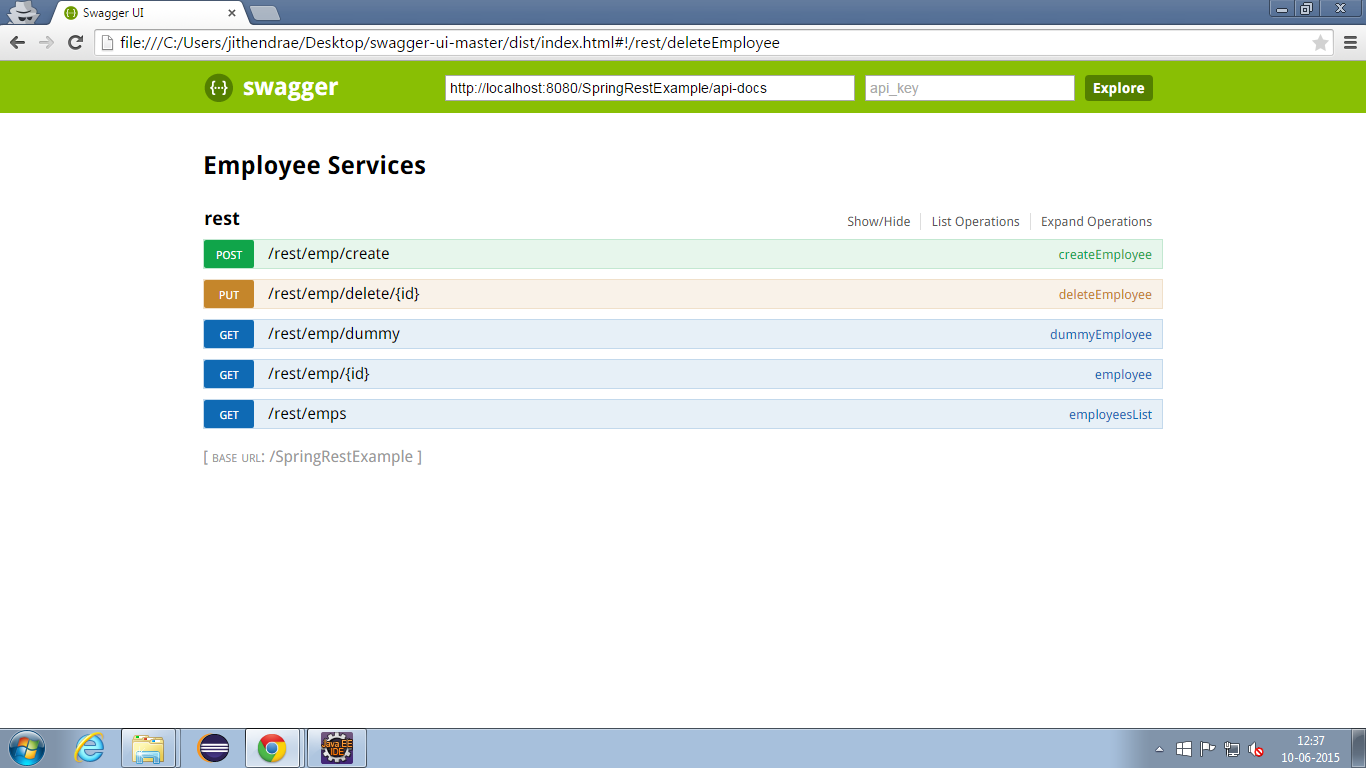 Swagger UI
file:///C:/Users/jithendrae/Desktop/swagger-ui-master/dist/index.html#!/rest/deleteEmployee
{··} swagger
http://localhost:8080/SpringRestExample/api-docs
api_key
Explore
Employee Services
rest
Show/Hide
List Operations
Expand Operations
POST /rest/emp/create createEmployee
PUT /rest/emp/delete/{id} deleteEmployee
GET /rest/emp/dummy dummyEmployee
GET /rest/emp/{id} employee
GET /rest/emps employeesList
[ BASE URL: /SpringRestExample ]
Java EE
IDE
12:37
10-06-2015